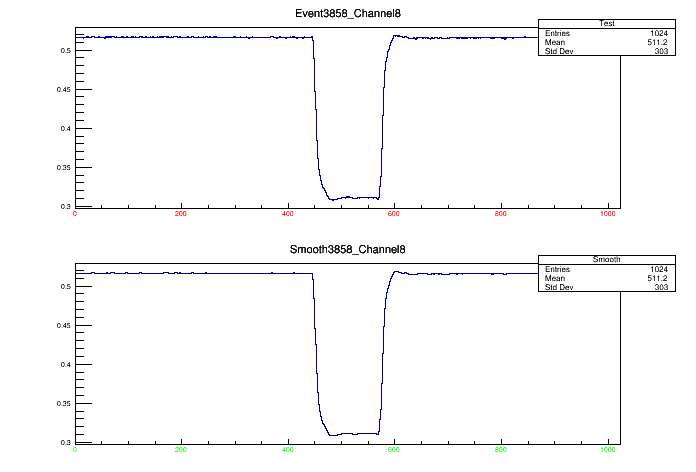 Event3858_Channel8
Test
Entries 1024
Mean 511.2
Std Dev 303
0.5
0.45
0.4
0.35
0.3
0 200 400 600 800 1000
Smooth3858_Channel8
Smooth
Entries 1024
Mean 511.2
Std Dev 303
0.5
0.45
0.4
0.35
0.3
0 200 400 600 800 1000